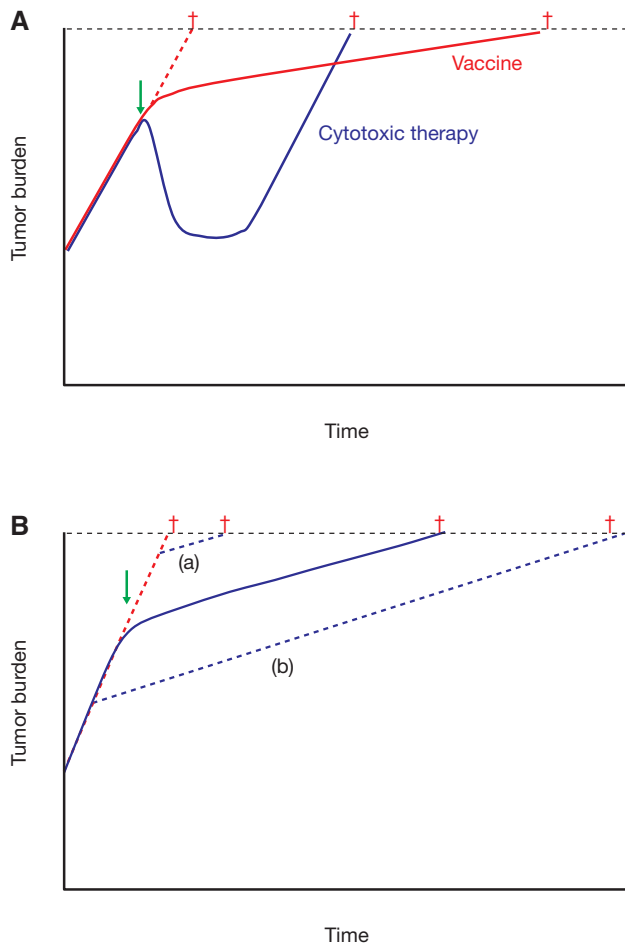 A
Tumor burden
† † †
Vaccine
Cytotoxic therapy
Time
B
Tumor burden
† † † †
(a)
(b)
Time